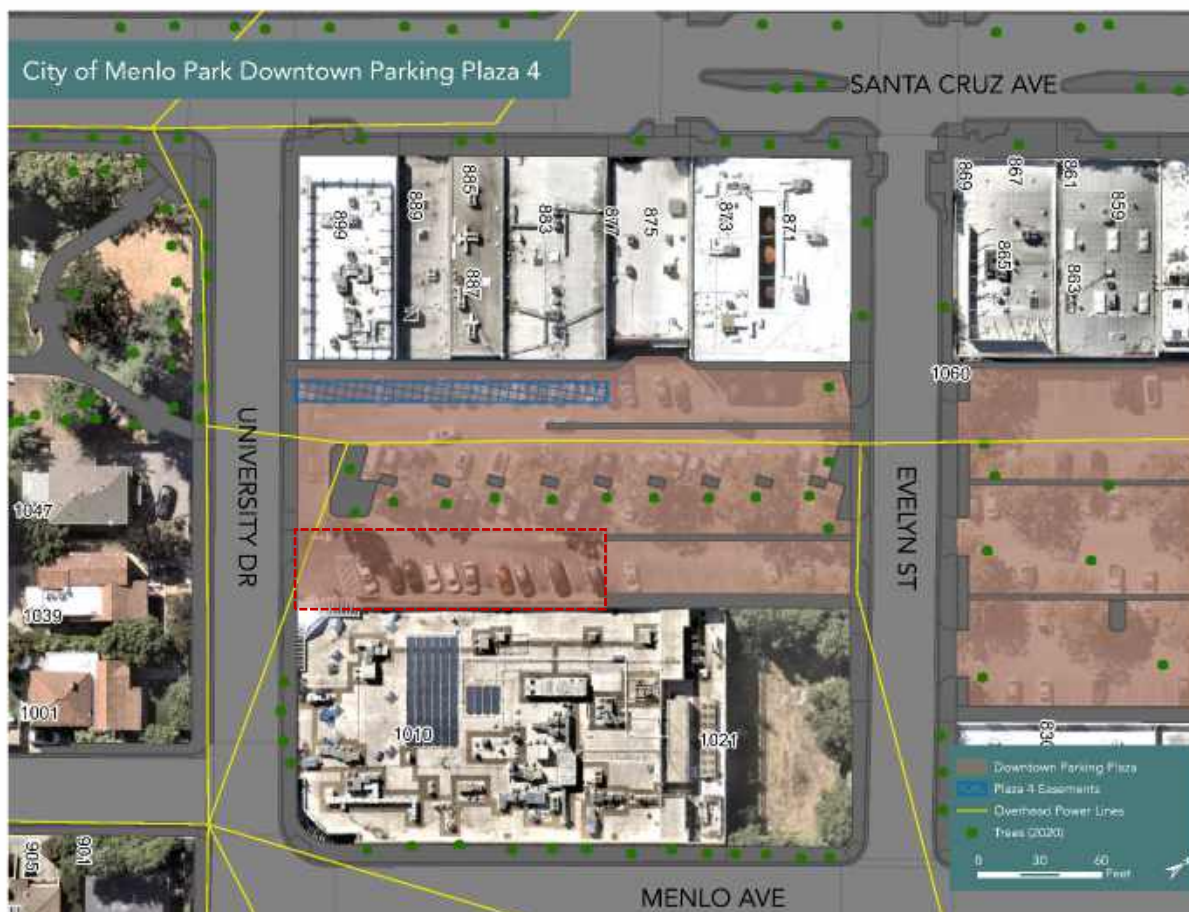 City of Menlo Park Downtown Parking Plaza 4
SANTA CRUZ AVE
899
889
885
887
883
877
875
873
871
869
867
865
861
863
859
1060
UNIVERSITY DR
EVELYN ST
1047
1039
1001
1010
1021
830
Downtown Parking Plaza
Plaza 4 Easements
Overhead Power Lines
Trees (2020)
0 30 60
Feet
905
901
MENLO AVE